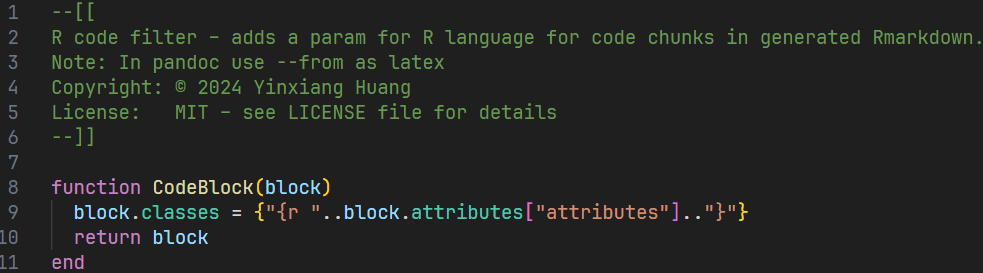 1 --[[
2 R code filter – adds a param for R language for code chunks in generated Rmarkdown.
3 Note: In pandoc use --from as latex
4 Copyright: © 2024 Yinxiang Huang
5 License:   MIT – see LICENSE file for details
6 --]]
7
8 function CodeBlock(block)
9   block.classes = {"{r "..block.attributes["attributes"].."}"}
10   return block
11 end